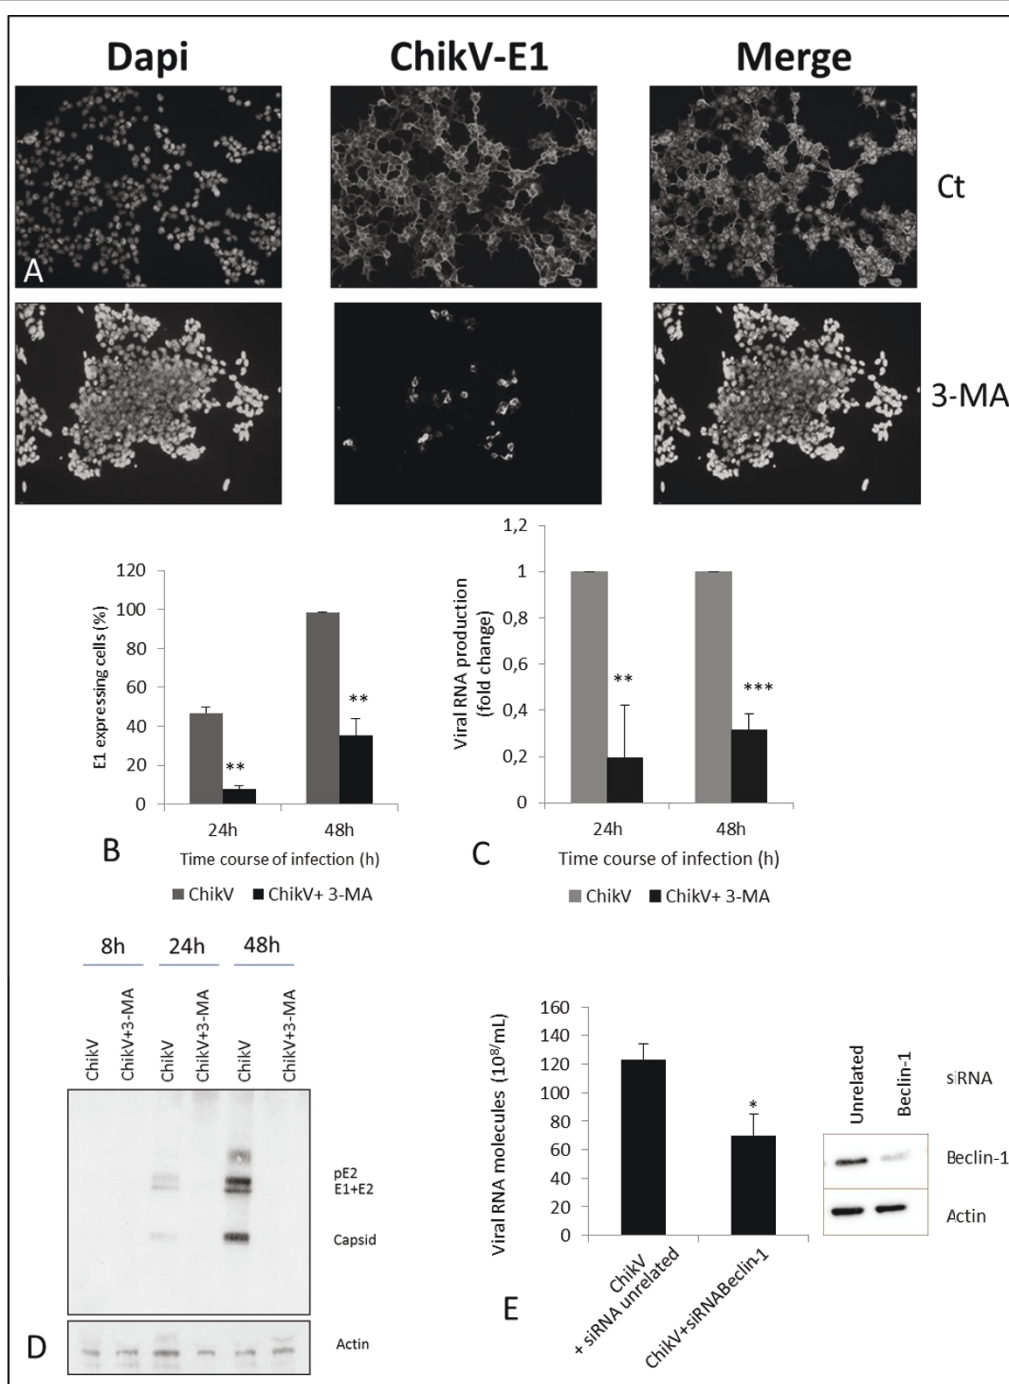 Dapi ChikV-E1 Merge
Ct
A
3-MA
1,2
1
0,8
0,6
0,4
0,2
0
Viral RNA production
(fold change)
**
***
24h 48h
C
Time course of infection (h)
ChikV ChikV+ 3-MA
120
100
80
60
40
20
0
E1 expressing cells (%)
**
**
24h 48h
B
Time course of infection (h)
ChikV ChikV+ 3-MA
8h 24h 48h
ChikV
ChikV+3-MA
ChikV
ChikV+3-MA
ChikV
ChikV+3-MA
pE2
E1+E2
Capsid
Actin
D
160
140
120
100
80
60
40
20
0
Viral RNA molecules (10⁸/mL)
*
ChikV
+ siRNA unrelated
ChikV+siRNABeclin-1
E
Unrelated
Beclin-1
siRNA
Beclin-1
Actin